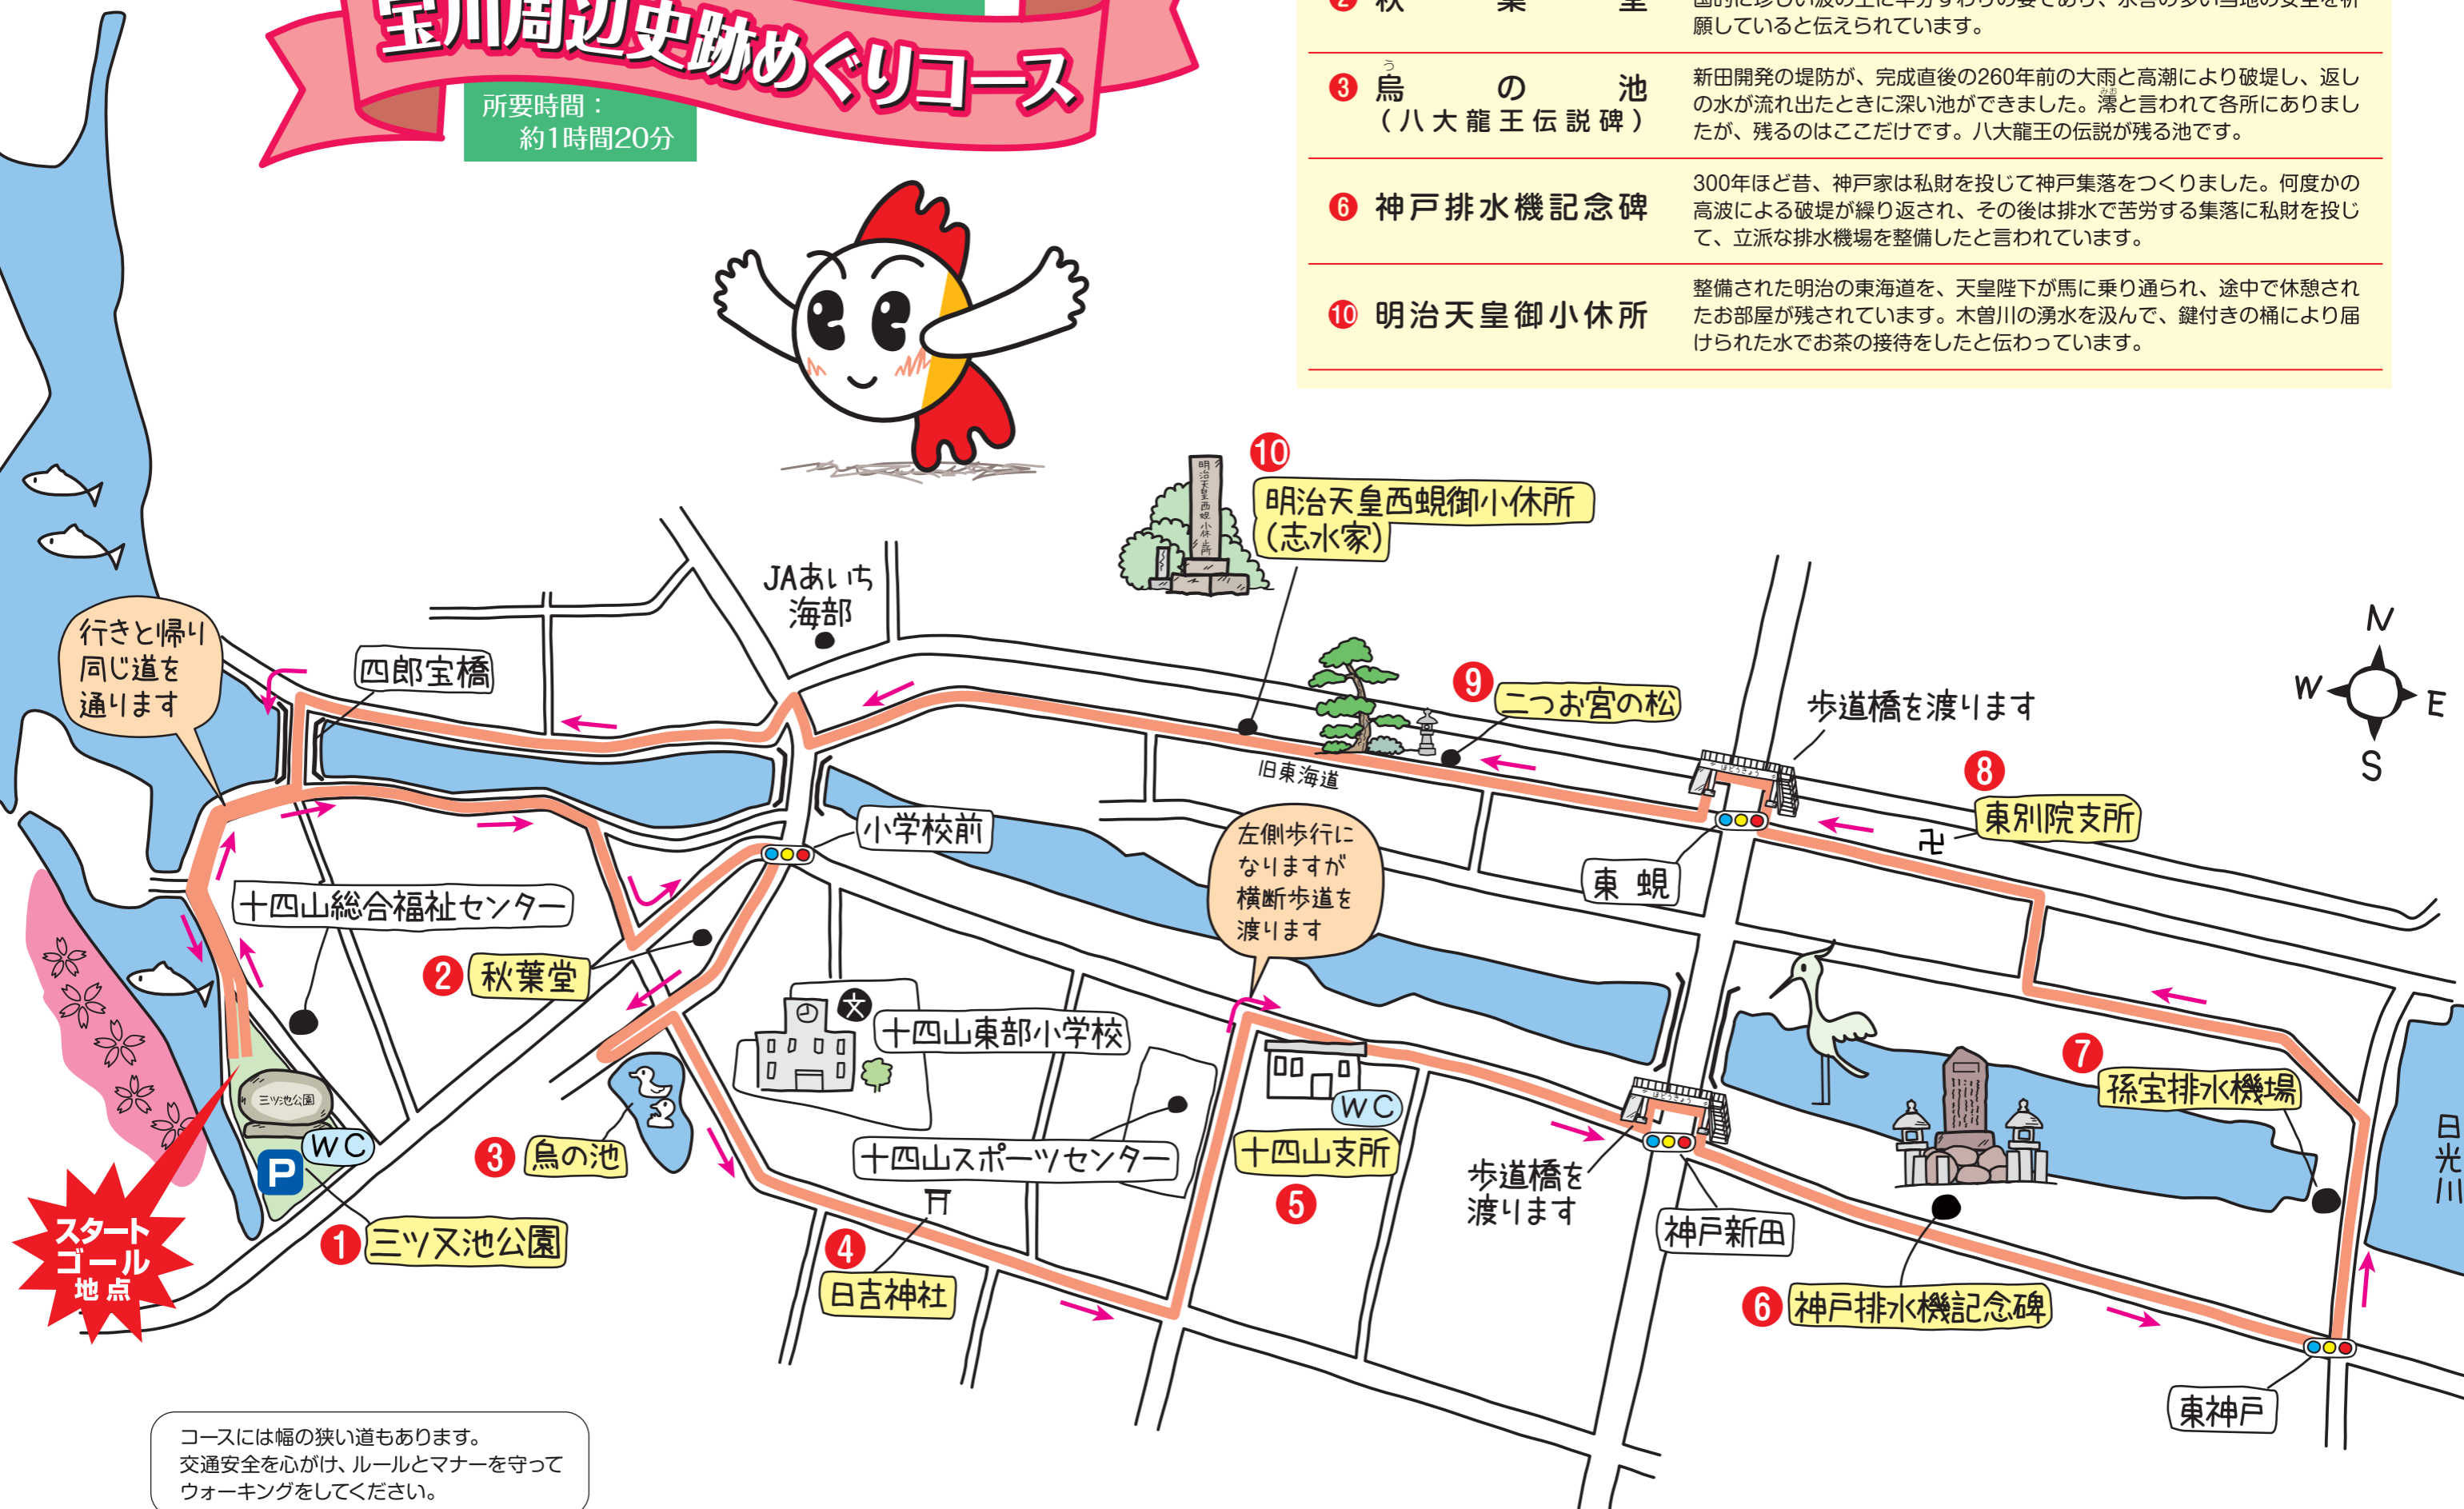 宝川周辺史跡めぐりコース
所要時間：
約1時間20分
❷ 秋葉堂
願していると伝えられています。
う
❸ 烏の池
（八大龍王伝説碑）
新田開発の堤防が、完成直後の260年前の大雨と高潮により破堤し、返し
みお
の水が流れ出たときに深い池ができました。澪と言われて各所にありまし
たが、残るのはここだけです。八大龍王の伝説が残る池です。
❻ 神戸排水機記念碑
300年ほど昔、神戸家は私財を投じて神戸集落をつくりました。何度かの
高波による破堤が繰り返され、その後は排水で苦労する集落に私財を投じ
て、立派な排水機場を整備したと言われています。
❿ 明治天皇御小休所
整備された明治の東海道を、天皇陛下が馬に乗り通られ、途中で休憩され
たお部屋が残されています。木曽川の湧水を汲んで、鍵付きの桶により届
けられた水でお茶の接待をしたと伝わっています。
❿
明治天皇西蜆御小休所
（志水家）
JAあいち
海部
行きと帰り
同じ道を
通ります
四郎宝橋
❾ 二つお宮の松
旧東海道
歩道橋を渡ります
ほどうきょう
N
W
E
S
❽
東別院支所
小学校前
左側歩行に
なりますが
横断歩道を
渡ります
東 蜆
十四山総合福祉センター
❷ 秋葉堂
文
十四山東部小学校
三ツ池公園
WC
P
❸ 烏の池
十四山スポーツセンター
WC
十四山支所
❺
ほどうきょう
歩道橋を
渡ります
❼
孫宝排水機場
日光川
スタート
ゴール
地点
❶ 三ツ又池公園
❹
日吉神社
神戸新田
❻ 神戸排水機記念碑
東神戸
コースには幅の狭い道もあります。
交通安全を心がけ、ルールとマナーを守って
ウォーキングをしてください。